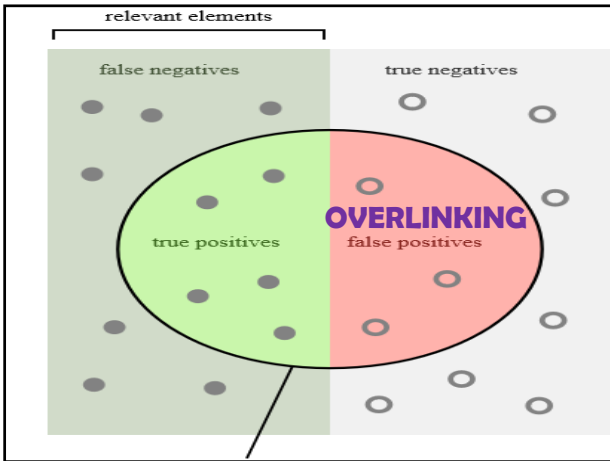 relevant elements
false negatives
true negatives
OVERLINKING
true positives
false positives